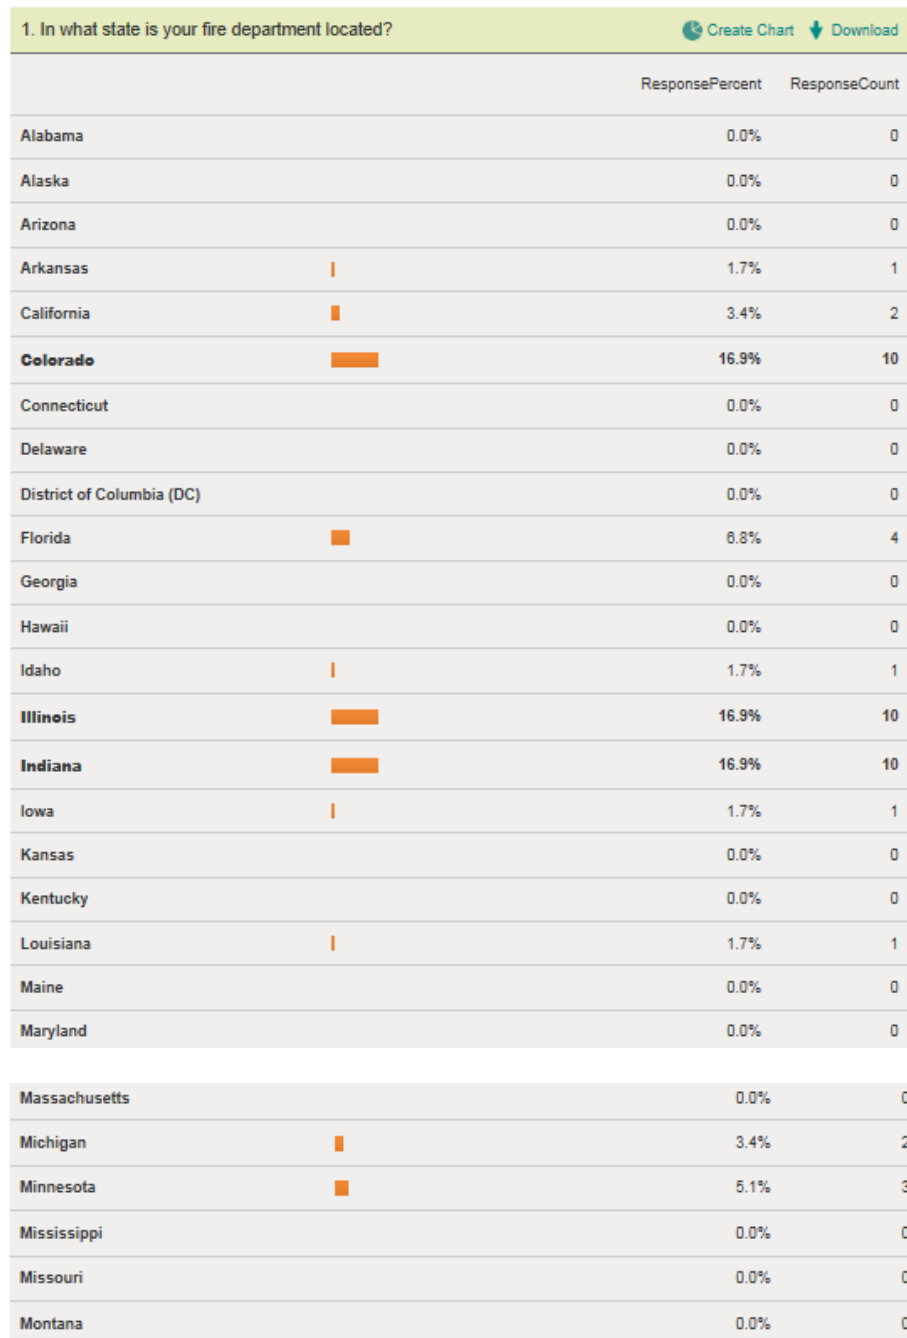 1. In what state is your fire department located? Create Chart Download
ResponsePercent ResponseCount
Alabama 0.0% 0
Alaska 0.0% 0
Arizona 0.0% 0
Arkansas 1.7% 1
California 3.4% 2
Colorado 16.9% 10
Connecticut 0.0% 0
Delaware 0.0% 0
District of Columbia (DC) 0.0% 0
Florida 6.8% 4
Georgia 0.0% 0
Hawaii 0.0% 0
Idaho 1.7% 1
Illinois 16.9% 10
Indiana 16.9% 10
Iowa 1.7% 1
Kansas 0.0% 0
Kentucky 0.0% 0
Louisiana 1.7% 1
Maine 0.0% 0
Maryland 0.0% 0
Massachusetts 0.0% 0
Michigan 3.4% 2
Minnesota 5.1% 3
Mississippi 0.0% 0
Missouri 0.0% 0
Montana 0.0% 0